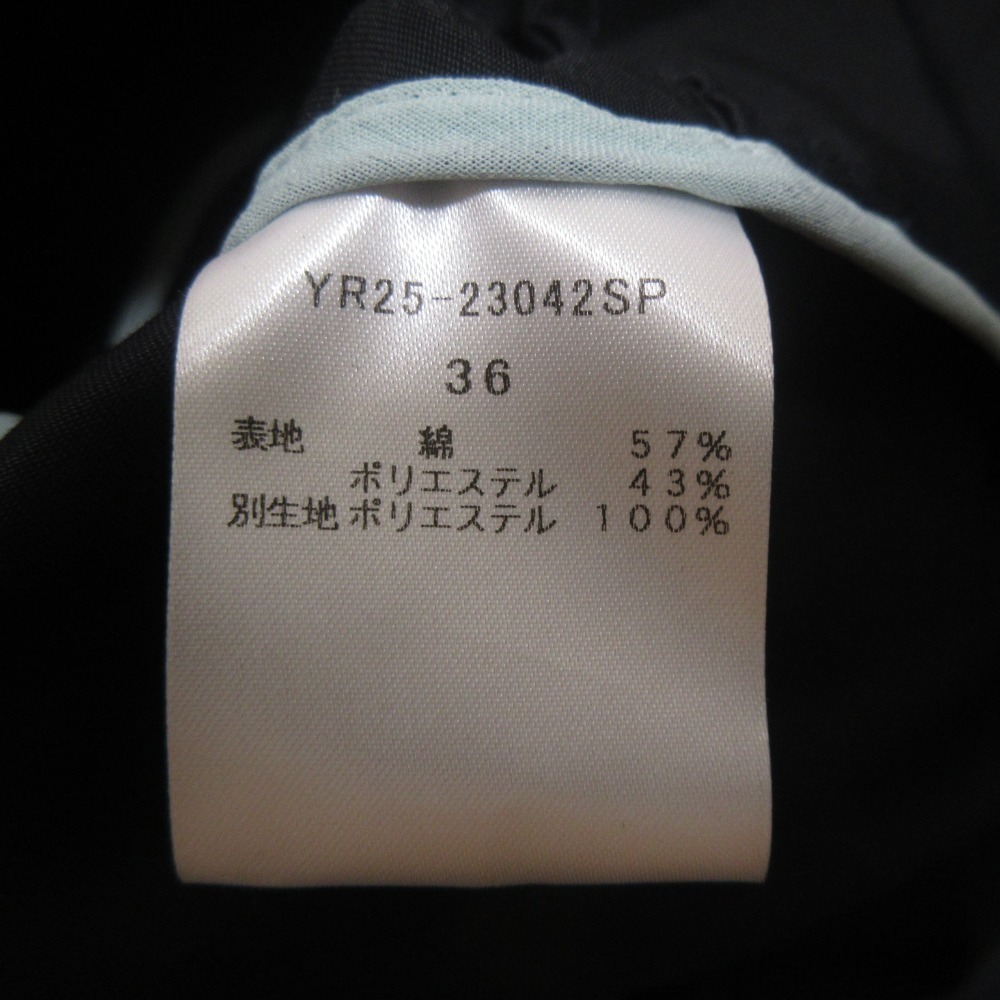 YR25-23042SP
36
表地 綿 57%
ポリエステル 43%
別生地 ポリエステル 100%